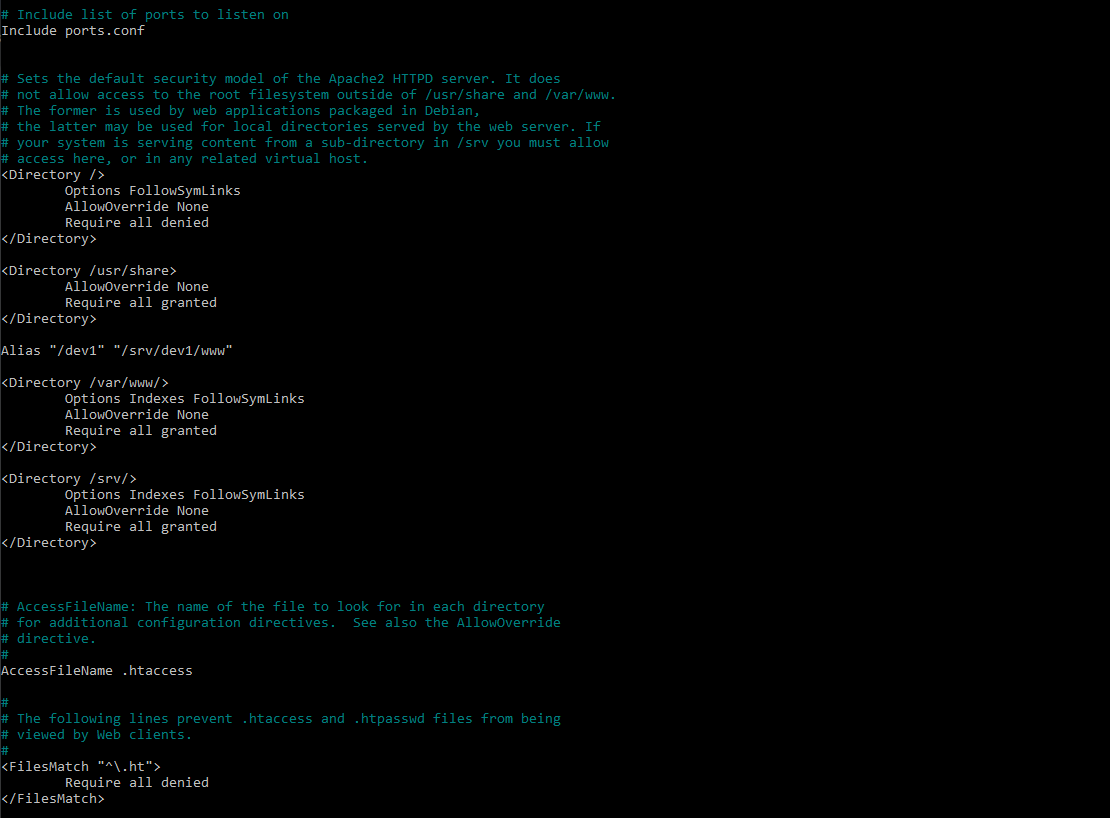 # Include list of ports to listen on
Include ports.conf
# Sets the default security model of the Apache2 HTTPD server. It does
# not allow access to the root filesystem outside of /usr/share and /var/www.
# The former is used by web applications packaged in Debian,
# the latter may be used for local directories served by the web server. If
# your system is serving content from a sub-directory in /srv you must allow
# access here, or in any related virtual host.
<Directory />
        Options FollowSymLinks
        AllowOverride None
        Require all denied
</Directory>
<Directory /usr/share>
        AllowOverride None
        Require all granted
</Directory>
Alias "/dev1" "/srv/dev1/www"
<Directory /var/www/>
        Options Indexes FollowSymLinks
        AllowOverride None
        Require all granted
</Directory>
<Directory /srv/>
        Options Indexes FollowSymLinks
        AllowOverride None
        Require all granted
</Directory>
# AccessFileName: The name of the file to look for in each directory
# for additional configuration directives.  See also the AllowOverride
# directive.
#
AccessFileName .htaccess
#
# The following lines prevent .htaccess and .htpasswd files from being
# viewed by Web clients.
#
<FilesMatch "^\.ht">
        Require all denied
</FilesMatch>